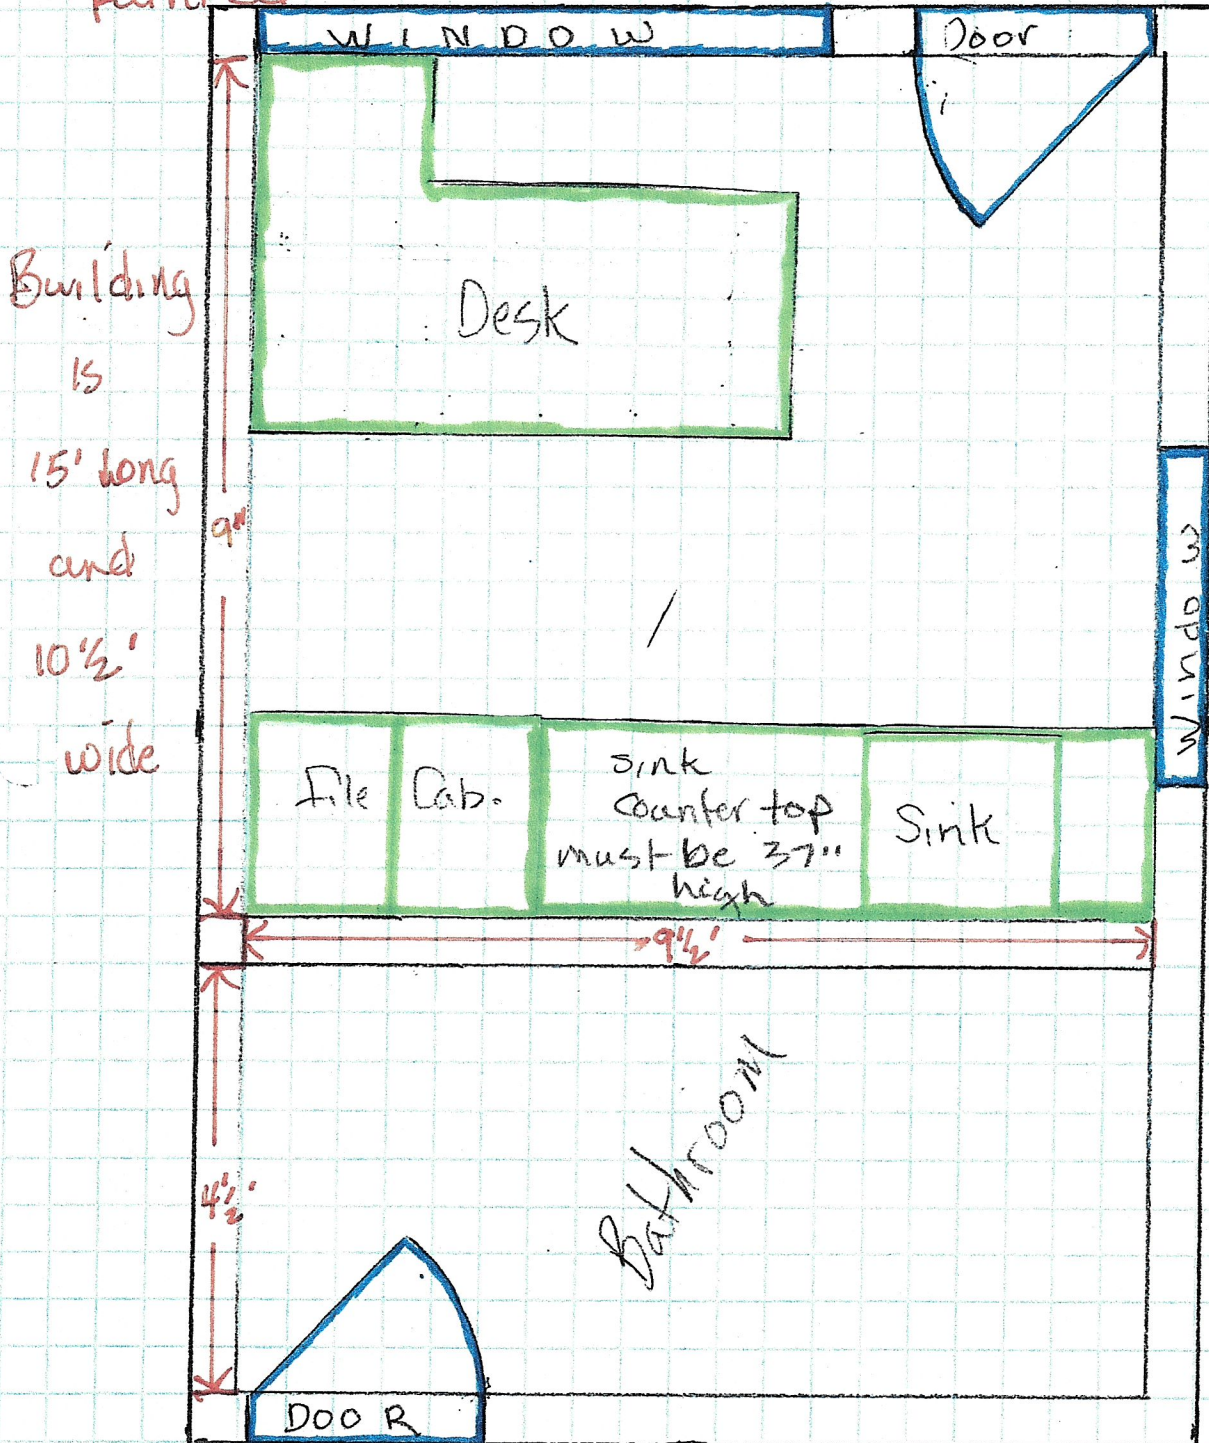 WINDOW
Door
Desk
Building
is
15' Long
and
10½'
wide
9"
Window
File Cab.
sink
counter top
must be 37"
high
Sink
9½'
Bathroom
4½'
DOOR